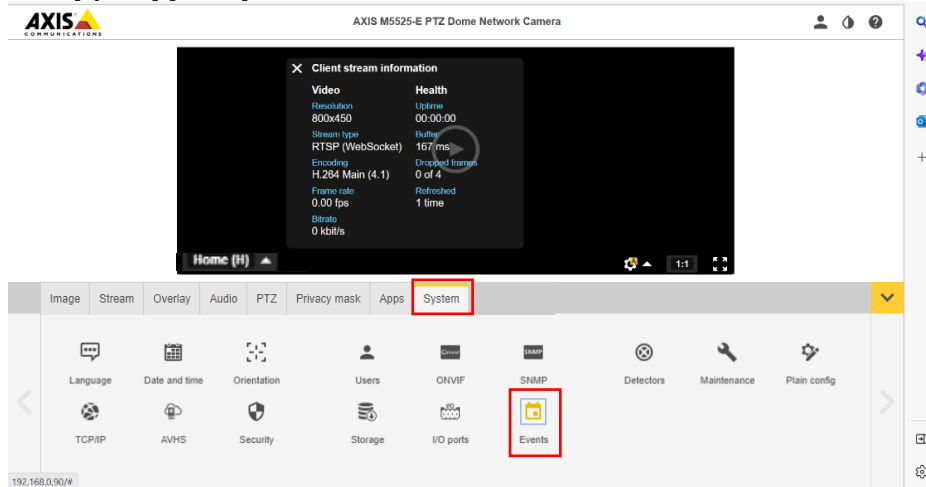 AXIS
COMMUNICATIONS
AXIS M5525-E PTZ Dome Network Camera
Client stream information
Video Health
Resolution Uptime
800x450 00:00:00
Stream type Buffer
RTSP (WebSocket) 167 ms
Encoding Dropped frames
H.264 Main (4.1) 0 of 4
Frame rate Refreshed
0.00 fps 1 time
Bitrate
0 kbit/s
Home (H) 1:1
Image Stream Overlay Audio PTZ Privacy mask Apps System
Language Date and time Orientation Users ONVIF SNMP Detectors Maintenance Plain config
TCP/IP AVHS Security Storage I/O ports Events
192.168.0.90/#